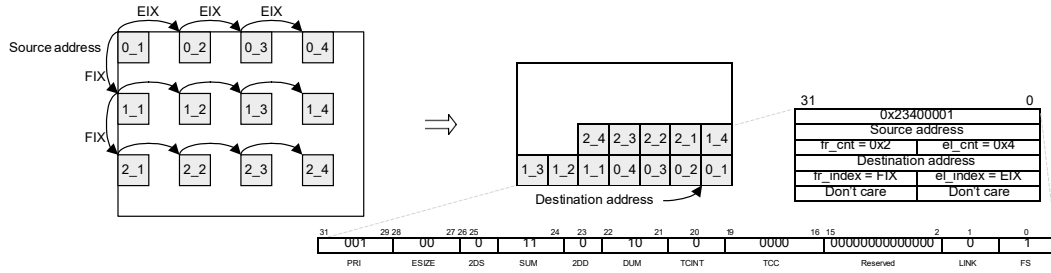 EIX EIX EIX
Source address 0_1 0_2 0_3 0_4
FIX
1_1 1_2 1_3 1_4
FIX
2_1 2_2 2_3 2_4
2_4 2_3 2_2 2_1 1_4
1_3 1_2 1_1 0_4 0_3 0_2 0_1
Destination address
31 0
0x23400001
Source address
fr_cnt = 0x2 el_cnt = 0x4
Destination address
fr_index = FIX el_index = EIX
Don't care Don't care
31 29 28 27 26 25 24 23 22 21 20 19 16 15 2 1 0
001 00 0 11 0 10 0 0000 00000000000000 0 1
PRI ESIZE 2DS SUM 2DD DUM TCINT TCC Reserved LINK FS